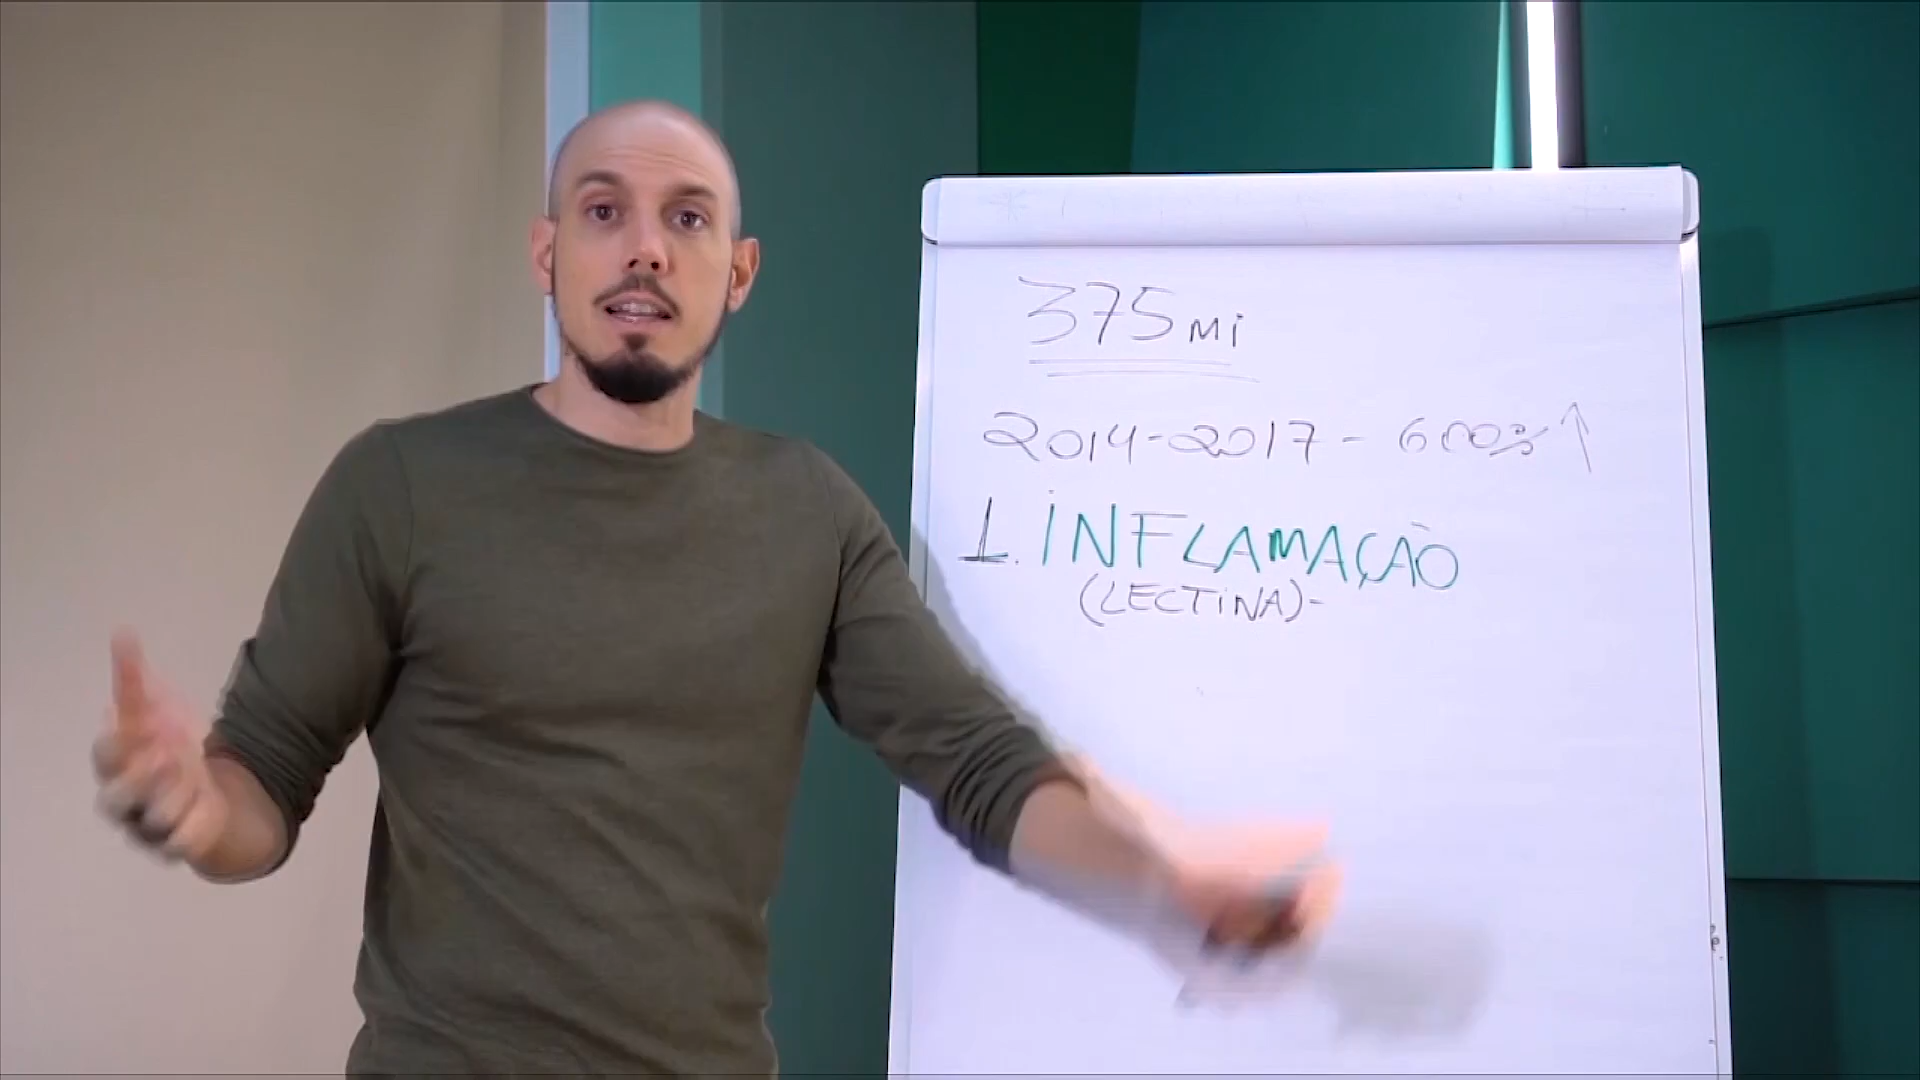 375 Mi
2014-2017 - 600% ↑
1. INFLAMAÇÃO
(LECTINA)-